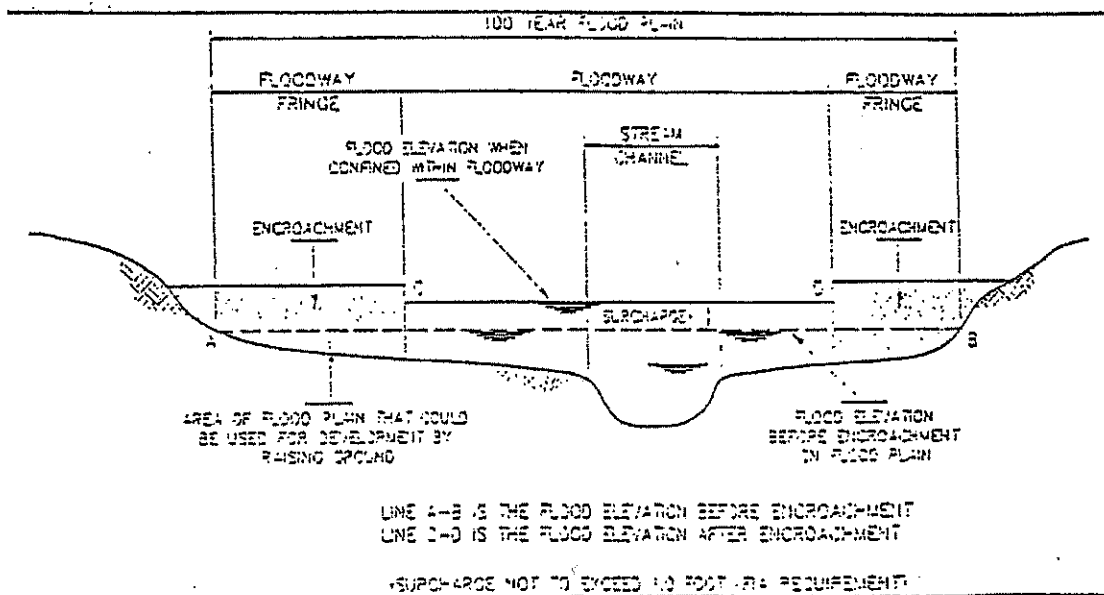 100 YEAR FLOOD PLAIN
FLOODWAY FRINGE
FLOODWAY
FLOODWAY FRINGE
STREAM CHANNEL
FLOOD ELEVATION WHEN
CONFINED WITHIN FLOODWAY
ENCROACHMENT
ENCROACHMENT
C
D
SURCHARGE*
A
B
AREA OF FLOOD PLAIN THAT COULD
BE USED FOR DEVELOPMENT BY
RAISING GROUND
FLOOD ELEVATION
BEFORE ENCROACHMENT
ON FLOOD PLAIN
LINE A-B IS THE FLOOD ELEVATION BEFORE ENCROACHMENT
LINE C-D IS THE FLOOD ELEVATION AFTER ENCROACHMENT
*SURCHARGE NOT TO EXCEED 1.0 FOOT (FIA REQUIREMENT)